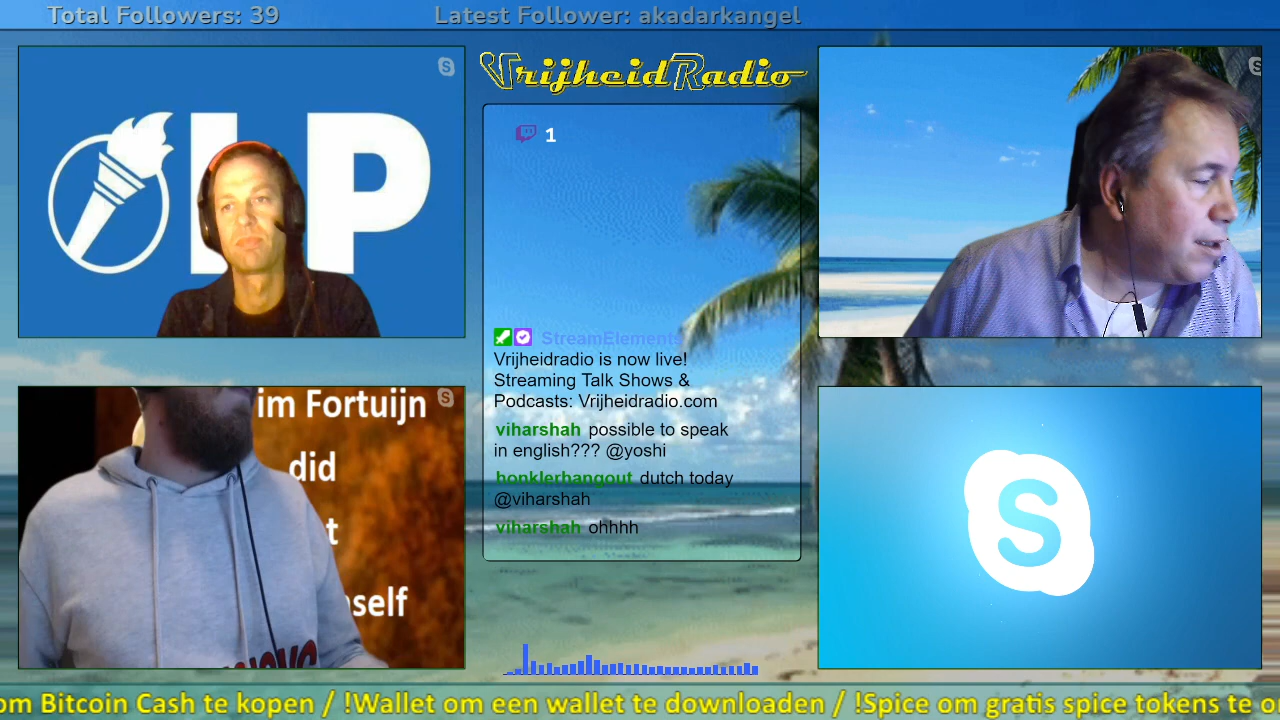 Total Followers: 39
Latest Follower: akadarkangel
VrijheidRadio
LP
1
StreamElements
Vrijheidradio is now live!
Streaming Talk Shows &
Podcasts: Vrijheidradio.com
viharshah possible to speak
in english??? @yoshi
honklerhangout dutch today
@viharshah
viharshah ohhhh
im Fortuijn
did
t
self
S
om Bitcoin Cash te kopen / !Wallet om een wallet te downloaden / !Spice om gratis spice tokens te o